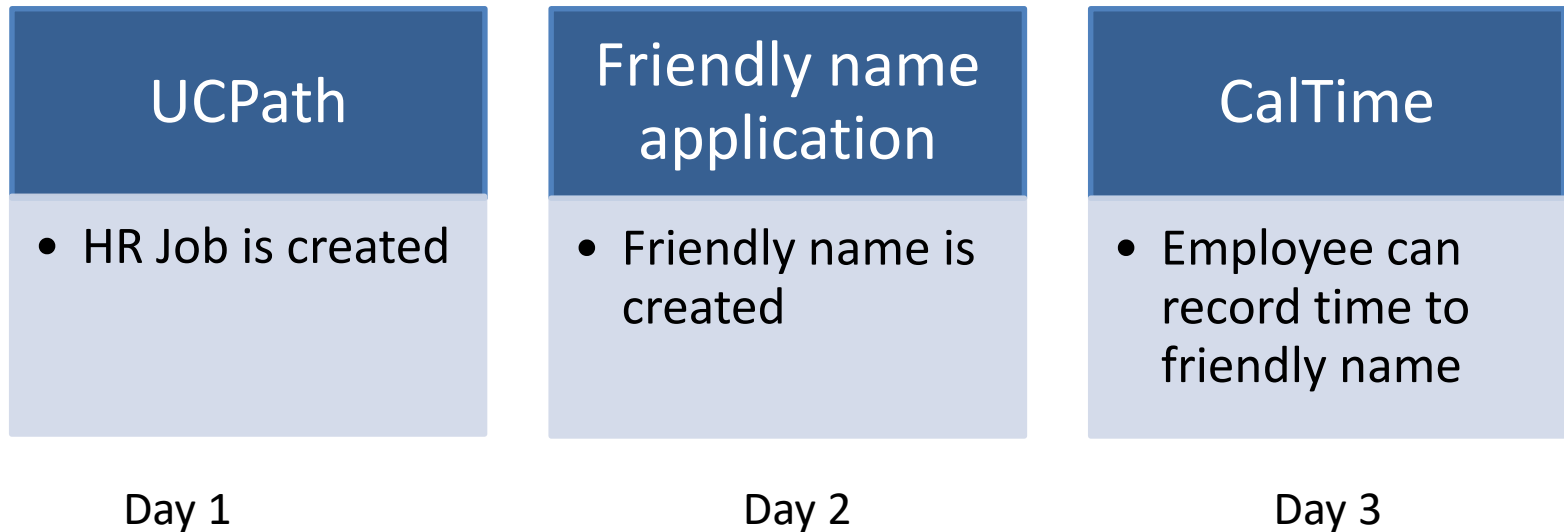 UCPath
• HR Job is created
Day 1
Friendly name
application
• Friendly name is
created
Day 2
CalTime
• Employee can
record time to
friendly name
Day 3